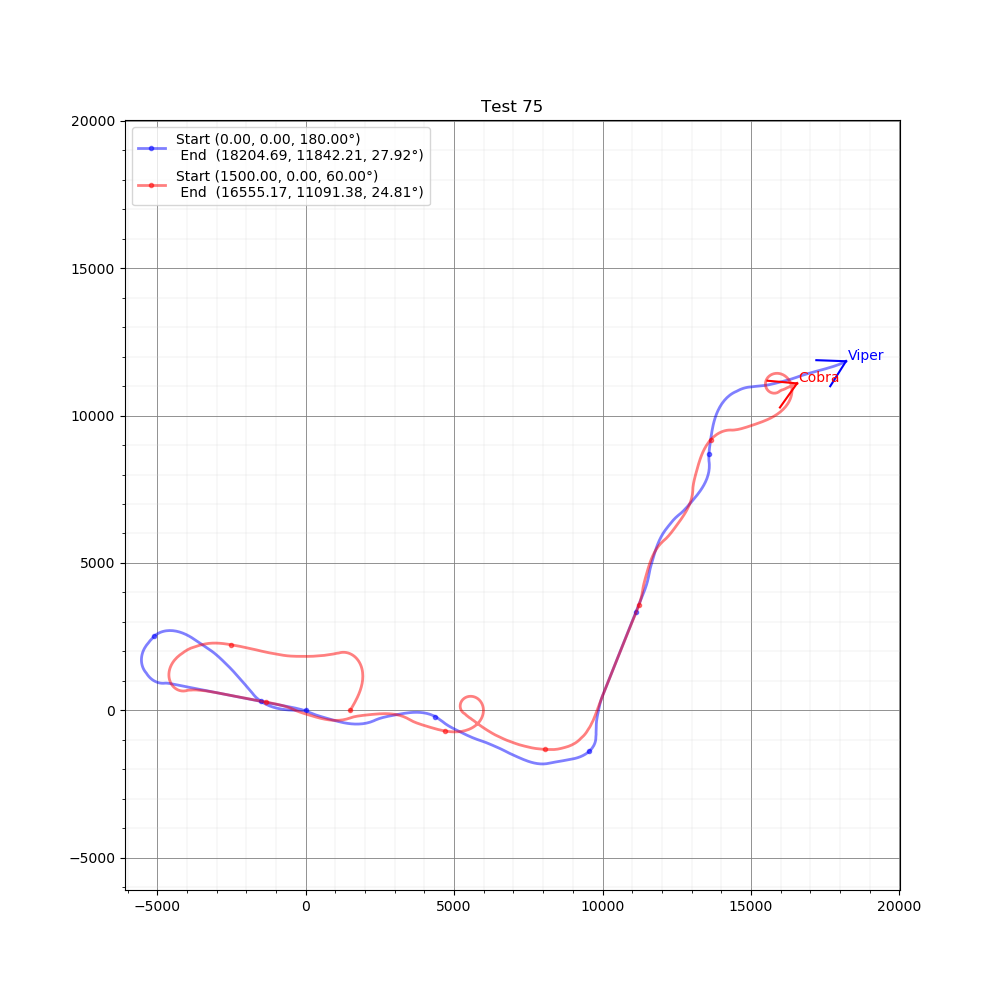 Test 75
Start (0.00, 0.00, 180.00°)
End (18204.69, 11842.21, 27.92°)
Start (1500.00, 0.00, 60.00°)
End (16555.17, 11091.38, 24.81°)
20000
15000
10000
5000
0
−5000
Viper
Cobra
−5000 0 5000 10000 15000 20000